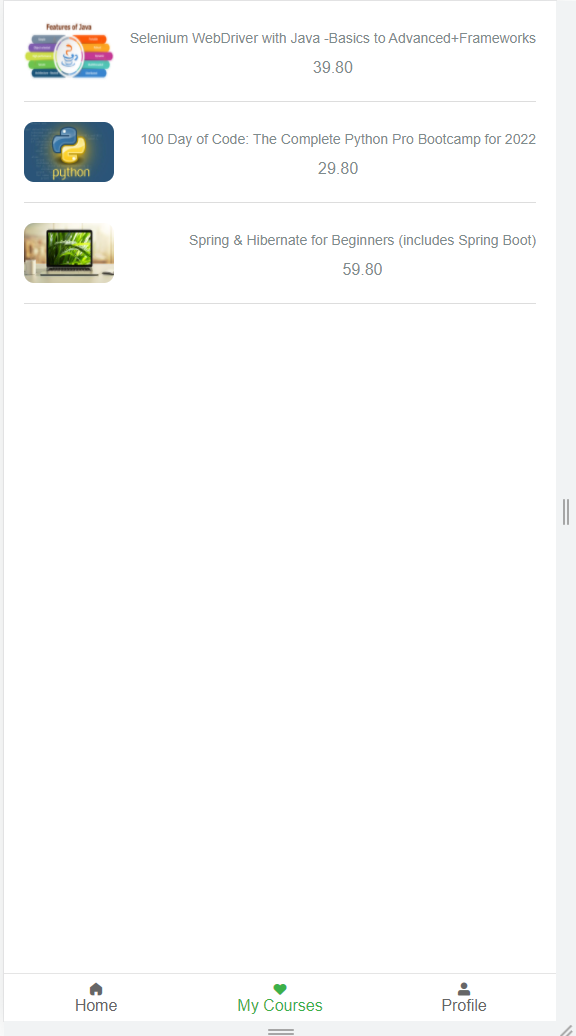 Features of Java
Selenium WebDriver with Java -Basics to Advanced+Frameworks
39.80
python
100 Day of Code: The Complete Python Pro Bootcamp for 2022
29.80
Spring & Hibernate for Beginners (includes Spring Boot)
59.80
Home
My Courses
Profile